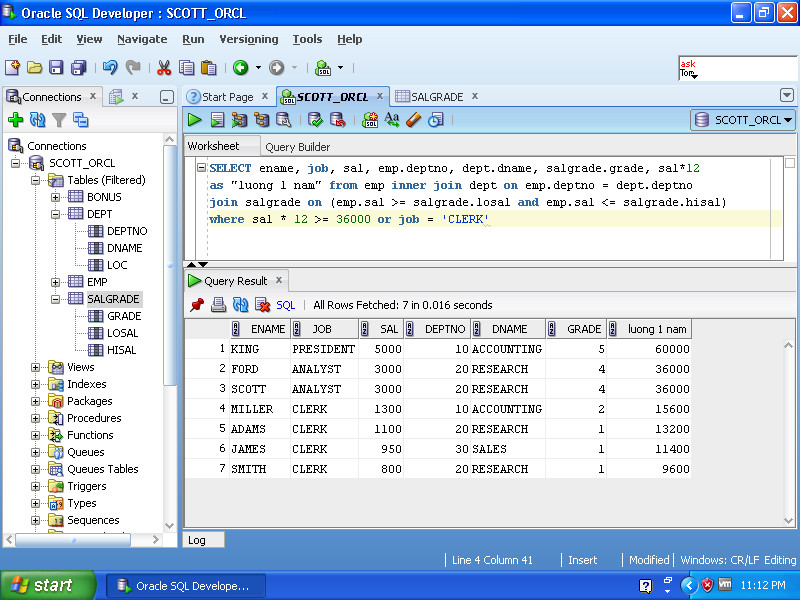 Oracle SQL Developer : SCOTT_ORCL
File Edit View Navigate Run Versioning Tools Help
SQL
ask
Tom
Connections
Start Page
SCOTT_ORCL
SALGRADE
SCOTT_ORCL
Connections
SCOTT_ORCL
Tables (Filtered)
BONUS
DEPT
DEPTNO
DNAME
LOC
EMP
SALGRADE
GRADE
LOSAL
HISAL
Views
Indexes
Packages
Procedures
Functions
Queues
Queues Tables
Triggers
Types
Sequences
Worksheet Query Builder
SELECT ename, job, sal, emp.deptno, dept.dname, salgrade.grade, sal*12
as "luong 1 nam" from emp inner join dept on emp.deptno = dept.deptno
join salgrade on (emp.sal >= salgrade.losal and emp.sal <= salgrade.hisal)
where sal * 12 >= 36000 or job = 'CLERK'
Query Result
SQL | All Rows Fetched: 7 in 0.016 seconds
ENAME JOB SAL DEPTNO DNAME GRADE luong 1 nam
1 KING PRESIDENT 5000 10 ACCOUNTING 5 60000
2 FORD ANALYST 3000 20 RESEARCH 4 36000
3 SCOTT ANALYST 3000 20 RESEARCH 4 36000
4 MILLER CLERK 1300 10 ACCOUNTING 2 15600
5 ADAMS CLERK 1100 20 RESEARCH 1 13200
6 JAMES CLERK 950 30 SALES 1 11400
7 SMITH CLERK 800 20 RESEARCH 1 9600
Log
Line 4 Column 41 | Insert | Modified | Windows: CR/LF Editing
start
Oracle SQL Develope...
11:12 PM